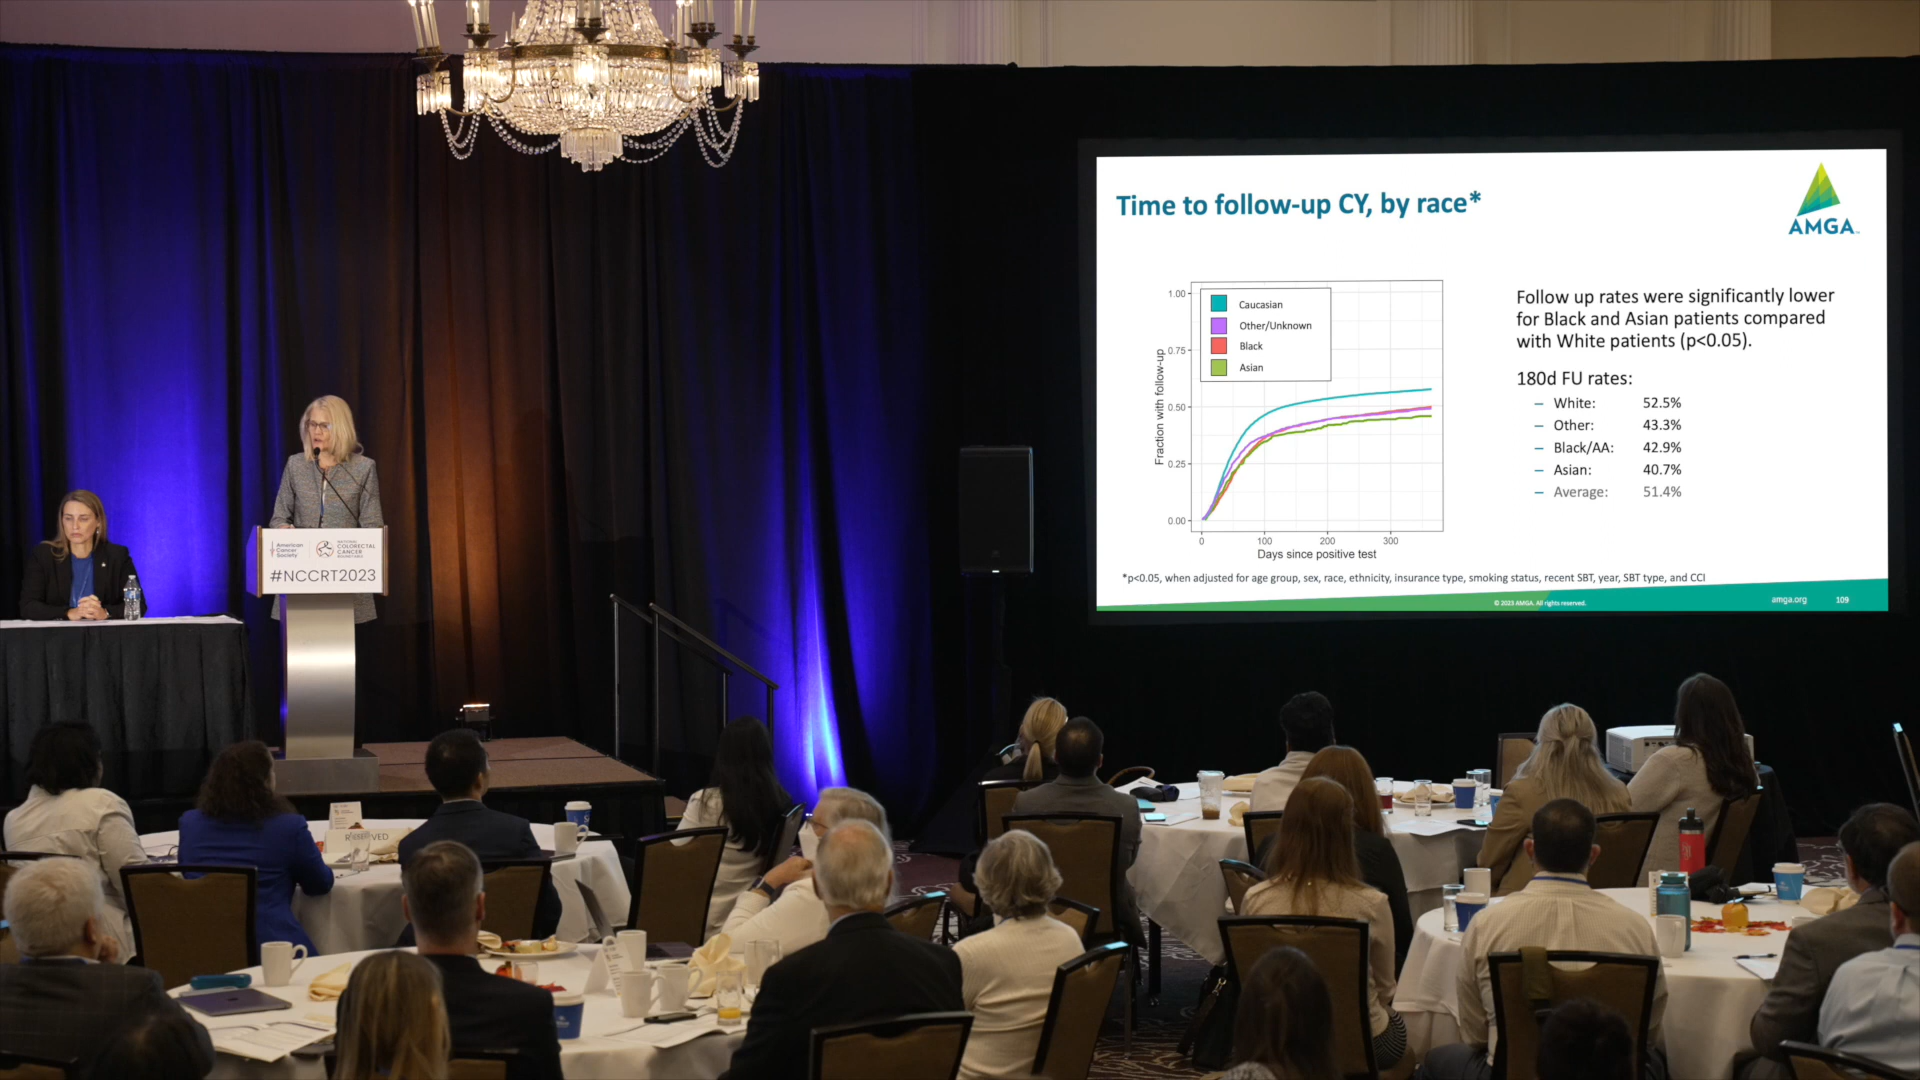 Time to follow-up CY, by race*
AMGA
1.00
0.75
0.50
0.25
0.00
Fraction with follow-up
Caucasian
Other/Unknown
Black
Asian
0
100
200
300
Days since positive test
Follow up rates were significantly lower
for Black and Asian patients compared
with White patients (p<0.05).
180d FU rates:
– White: 52.5%
– Other: 43.3%
– Black/AA: 42.9%
– Asian: 40.7%
– Average: 51.4%
*p<0.05, when adjusted for age group, sex, race, ethnicity, insurance type, smoking status, recent SBT, year, SBT type, and CCI
© 2023 AMGA. All rights reserved.
amga.org
109
American
Cancer
Society
NATIONAL
COLORECTAL
CANCER
ROUNDTABLE
#NCCRT2023
RESERVED